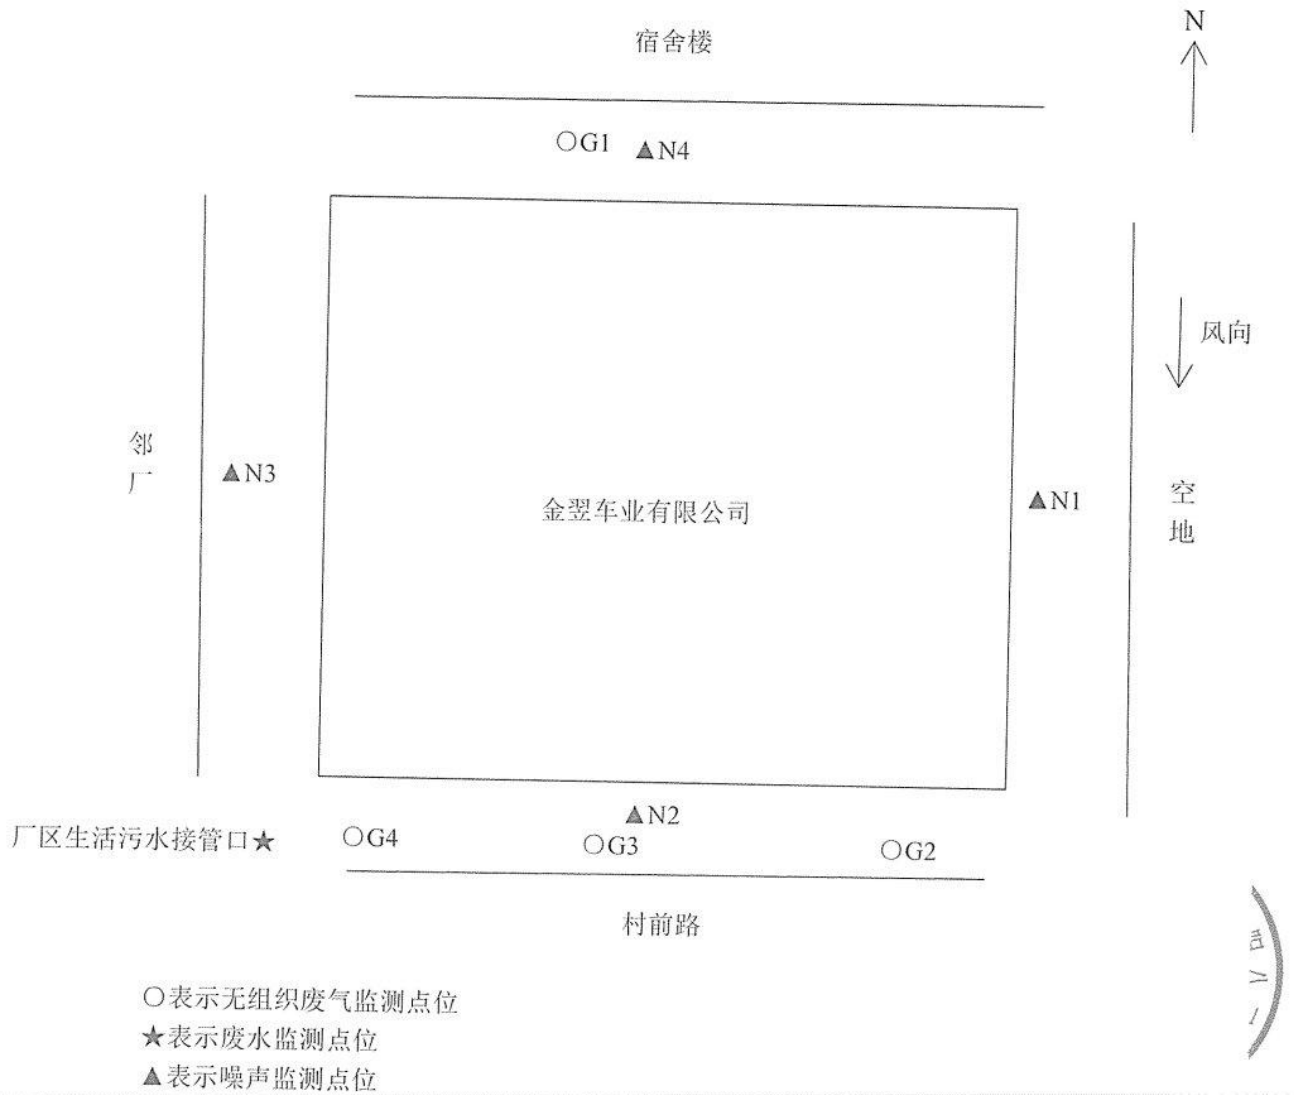 N
宿舍楼
○G1 ▲N4
风向
邻厂
▲N3
金翌车业有限公司
▲N1
空地
▲N2
厂区生活污水接管口★
○G4
○G3
○G2
村前路
○表示无组织废气监测点位
★表示废水监测点位
▲表示噪声监测点位